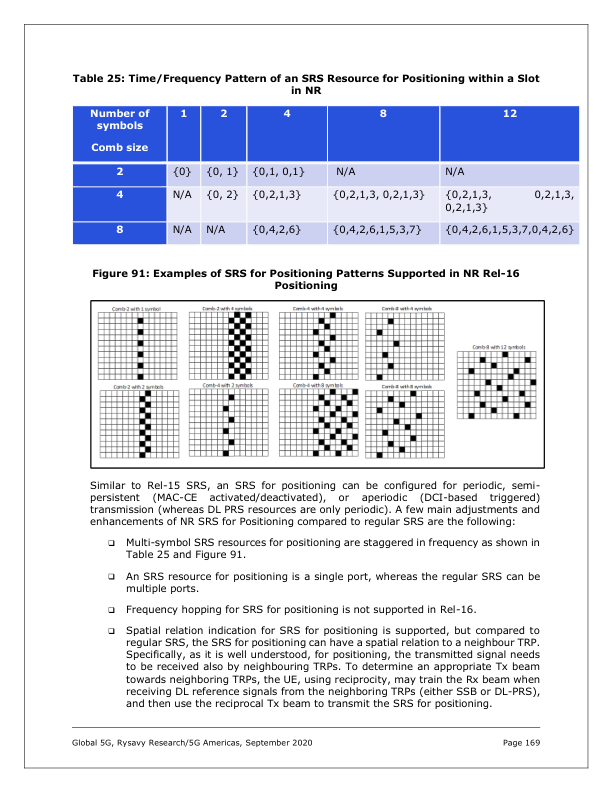 Table 25: Time/Frequency Pattern of an SRS Resource for Positioning within a Slot
in NR
Number of symbols Comb size 1 2 4 8 12
2 {0} {0, 1} {0,1, 0,1} N/A N/A
4 N/A {0, 2} {0,2,1,3} {0,2,1,3, 0,2,1,3} {0,2,1,3, 0,2,1,3, 0,2,1,3}
8 N/A N/A {0,4,2,6} {0,4,2,6,1,5,3,7} {0,4,2,6,1,5,3,7,0,4,2,6}
Figure 91: Examples of SRS for Positioning Patterns Supported in NR Rel-16
Positioning
Comb-2 with 1 symbol
Comb-2 with 4 symbols
Comb-4 with 4 symbols
Comb-8 with 4 symbols
Comb-8 with 12 symbols
Comb-2 with 2 symbols
Comb-4 with 2 symbols
Comb-4 with 8 symbols
Comb-8 with 8 symbols
Similar to Rel-15 SRS, an SRS for positioning can be configured for periodic, semi-
persistent (MAC-CE activated/deactivated), or aperiodic (DCI-based triggered)
transmission (whereas DL PRS resources are only periodic). A few main adjustments and
enhancements of NR SRS for Positioning compared to regular SRS are the following:
❑ Multi-symbol SRS resources for positioning are staggered in frequency as shown in
Table 25 and Figure 91.
❑ An SRS resource for positioning is a single port, whereas the regular SRS can be
multiple ports.
❑ Frequency hopping for SRS for positioning is not supported in Rel-16.
❑ Spatial relation indication for SRS for positioning is supported, but compared to
regular SRS, the SRS for positioning can have a spatial relation to a neighbour TRP.
Specifically, as it is well understood, for positioning, the transmitted signal needs
to be received also by neighbouring TRPs. To determine an appropriate Tx beam
towards neighboring TRPs, the UE, using reciprocity, may train the Rx beam when
receiving DL reference signals from the neighboring TRPs (either SSB or DL-PRS),
and then use the reciprocal Tx beam to transmit the SRS for positioning.
Global 5G, Rysavy Research/5G Americas, September 2020 Page 169